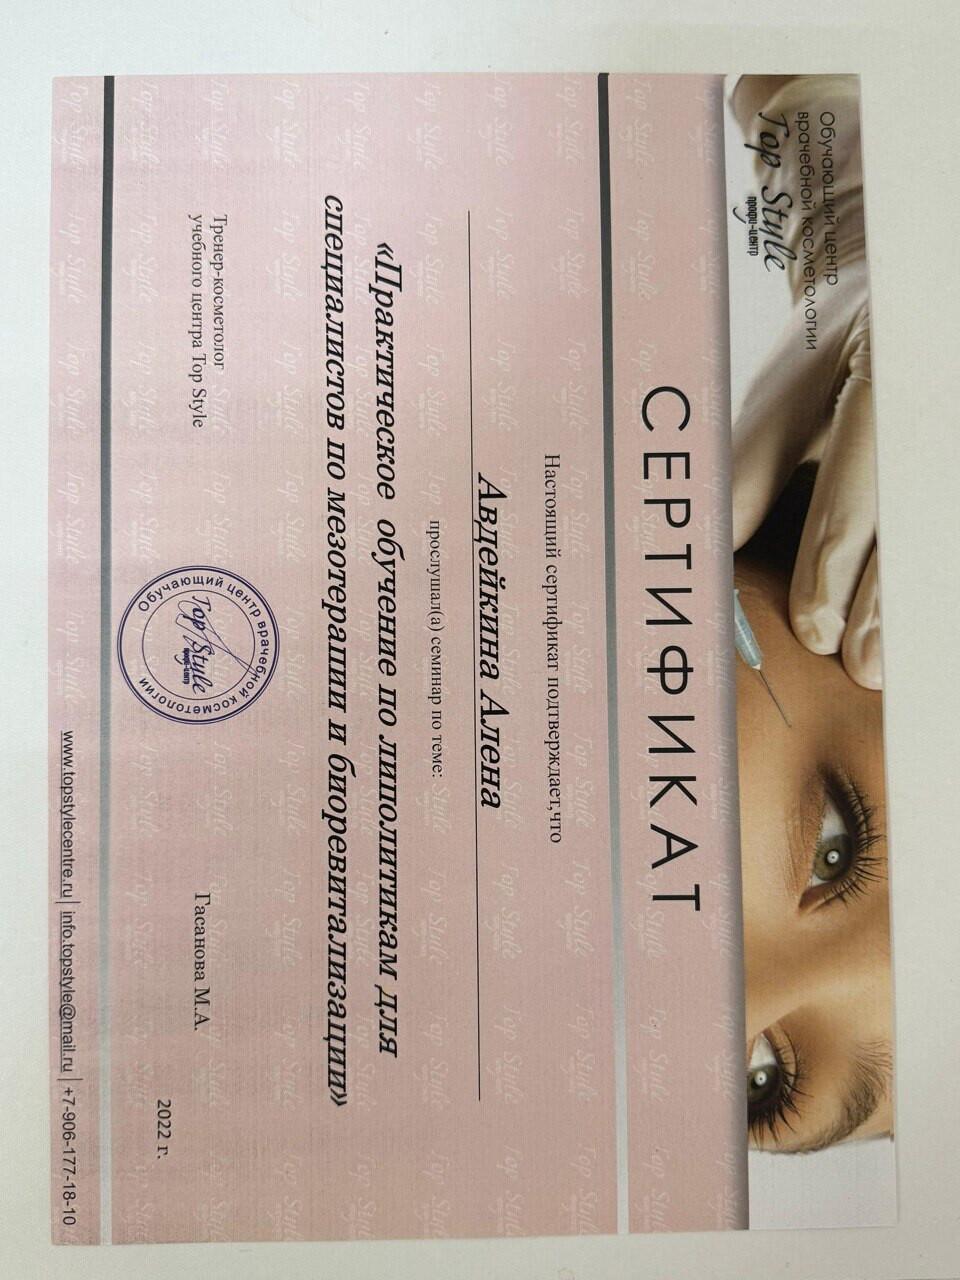 Обучающий центр
врачебной косметологии
Top Style
профи-центр
СЕРТИФИКАТ
Настоящий сертификат подтверждает,что
Авдейкина Алена
прослушал(а) семинар по теме:
«Практическое обучение по липолитикам для
специалистов по мезотерапии и биоревитализации»
Тренер-косметолог
учебного центра Top Style
Гасанова М.А.
Обучающий центр врачебной косметологии
Top Style
профи-центр
2022 г.
www.topstylecentre.ru | info.topstyle@mail.ru | +7-906-177-18-10